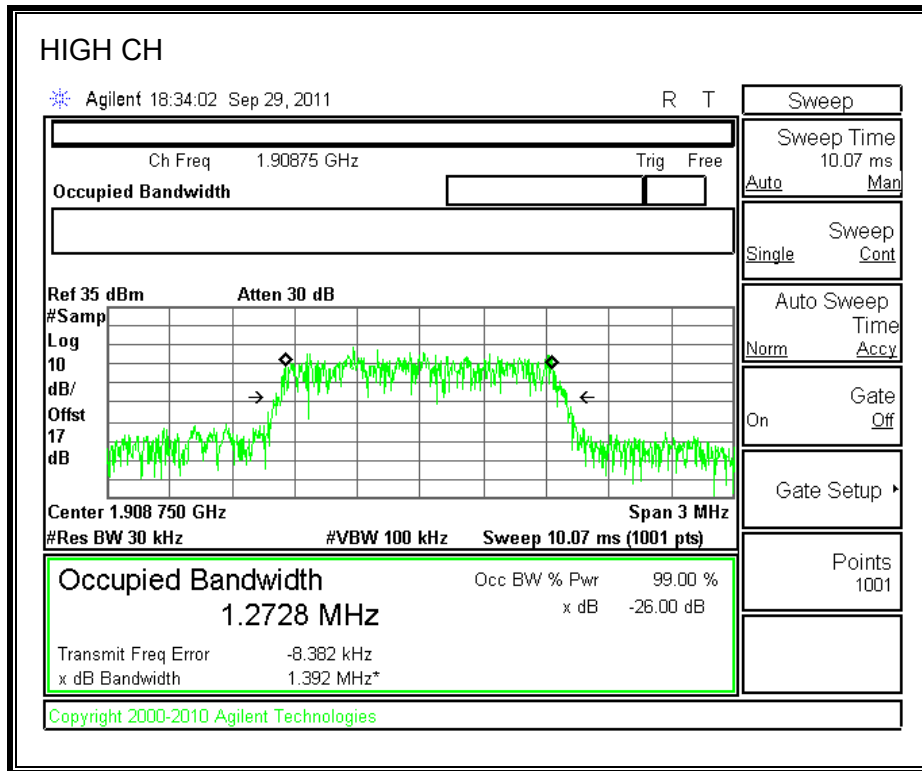 HIGH CH
Agilent 18:34:02 Sep 29, 2011 R T
Sweep
Ch Freq 1.90875 GHz Trig Free
Occupied Bandwidth
Sweep Time
10.07 ms
Auto Man
Sweep
Single Cont
Ref 35 dBm Atten 30 dB
#Samp
Log
10
dB/
Offst
17
dB
Auto Sweep
Time
Norm Accy
Gate
On Off
Gate Setup
Center 1.908 750 GHz Span 3 MHz
#Res BW 30 kHz #VBW 100 kHz Sweep 10.07 ms (1001 pts)
Points
1001
Occupied Bandwidth Occ BW % Pwr 99.00 %
1.2728 MHz x dB -26.00 dB
Transmit Freq Error -8.382 kHz
x dB Bandwidth 1.392 MHz*
Copyright 2000-2010 Agilent Technologies